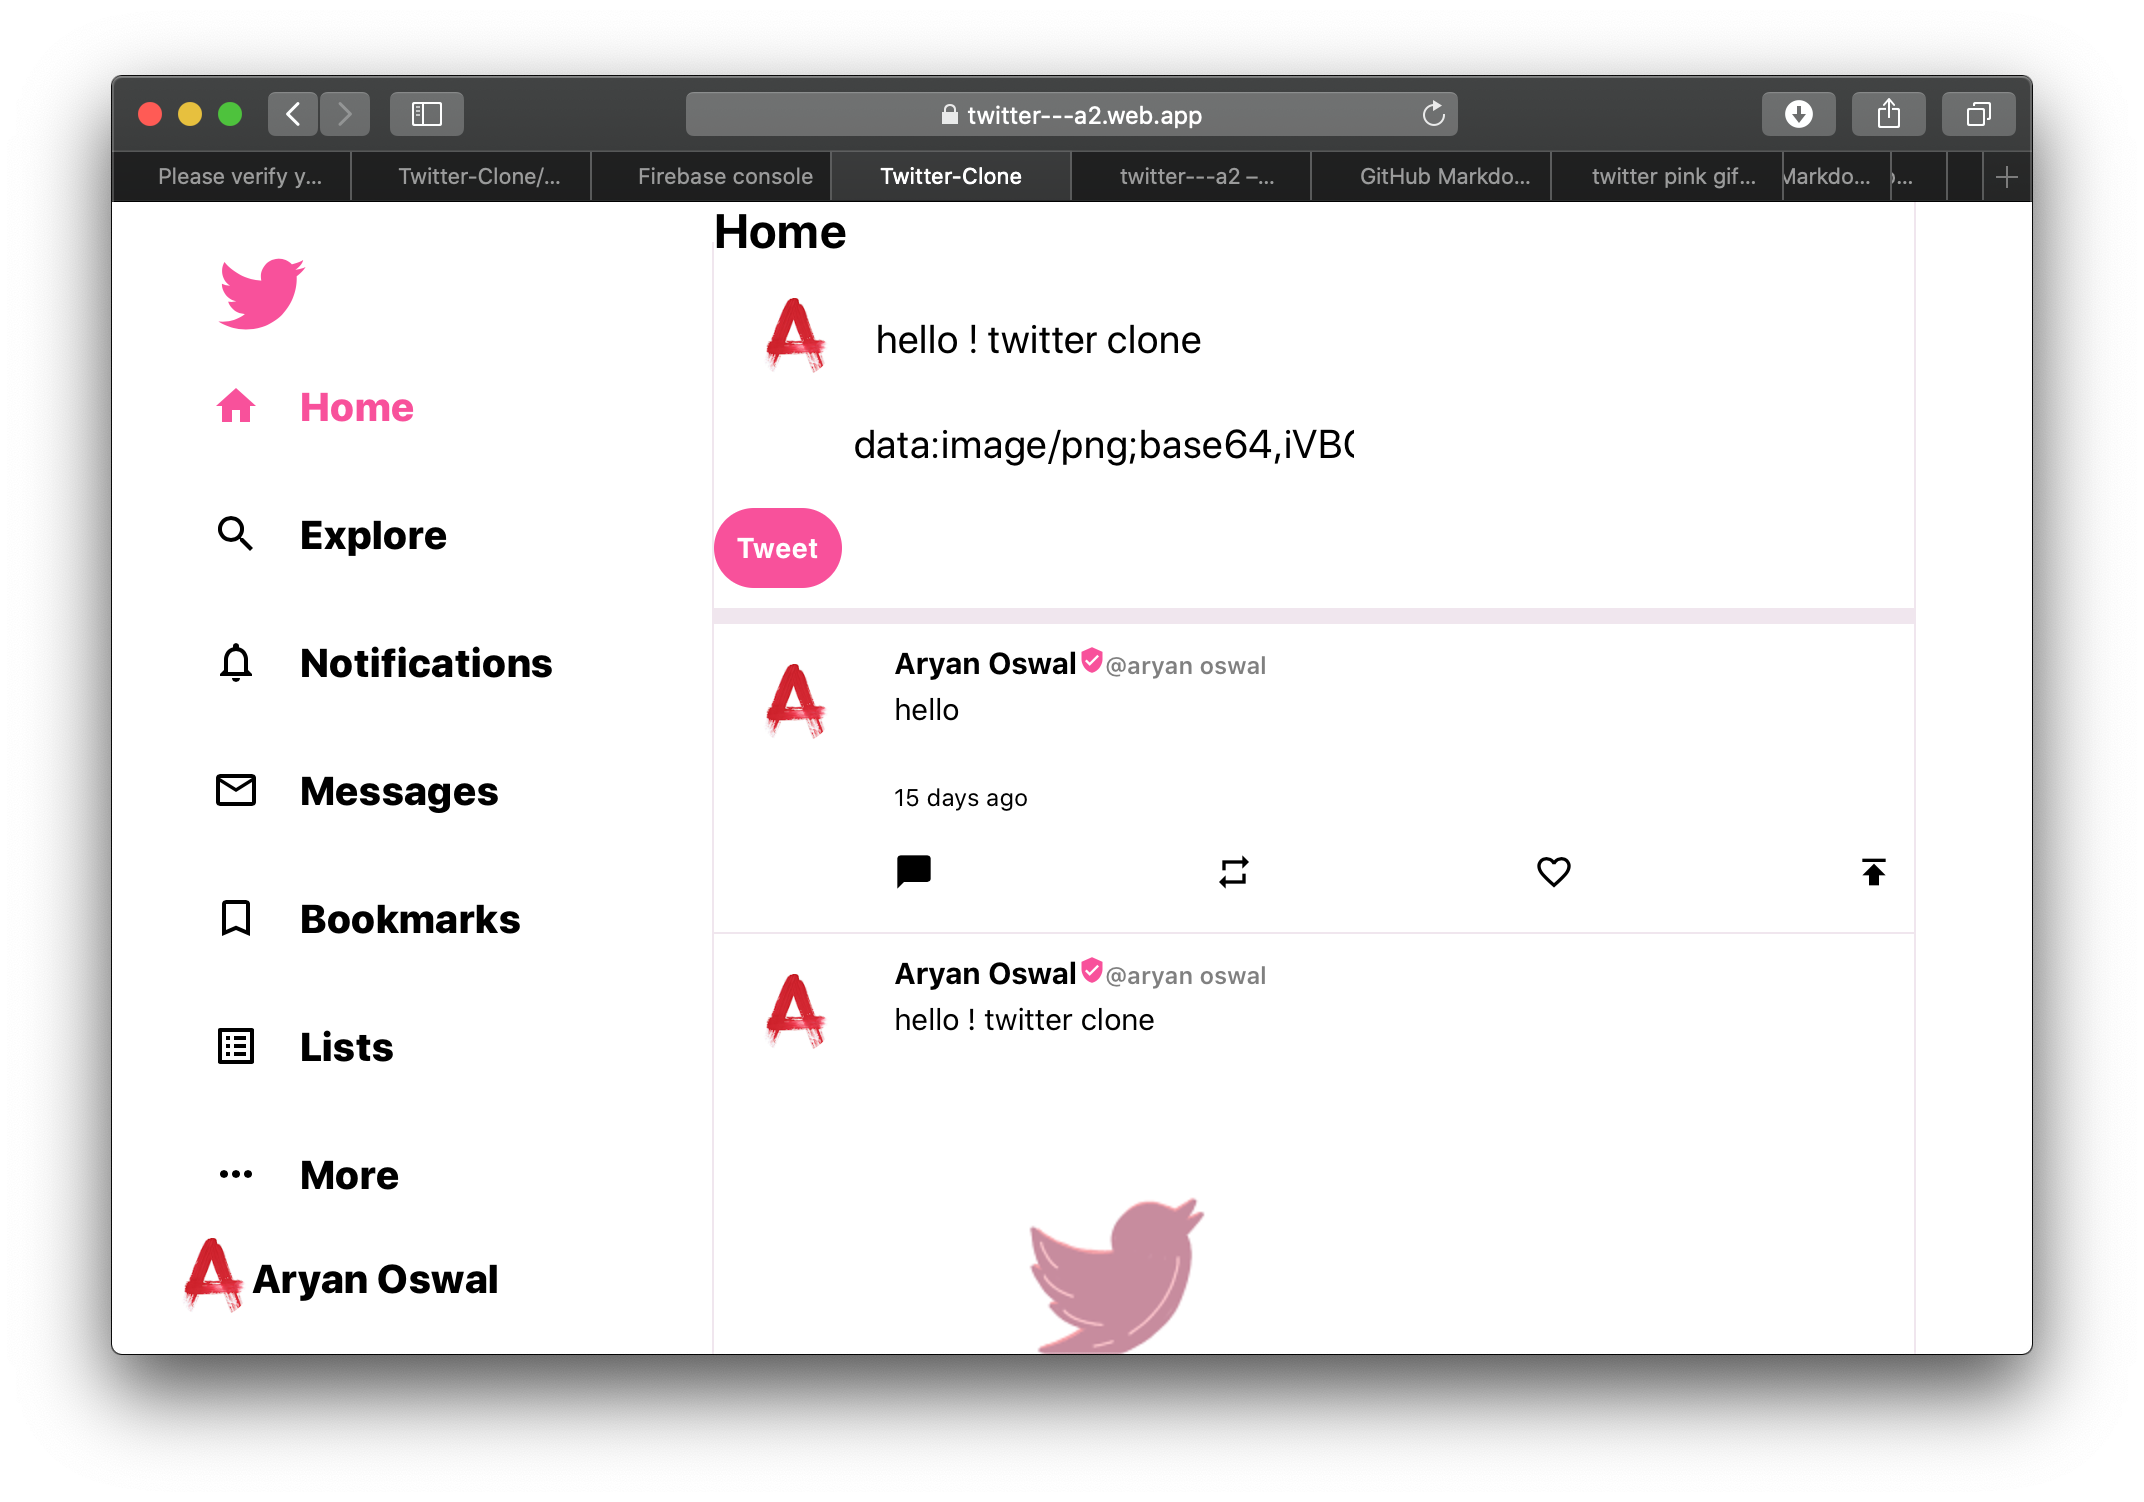 twitter---a2.web.app
Please verify y...
Twitter-Clone/...
Firebase console
Twitter-Clone
twitter---a2 –...
GitHub Markdo...
twitter pink gif...
Markdo...
Home
hello ! twitter clone
data:image/png;base64,iVBO
Tweet
Home
Explore
Notifications
Messages
Bookmarks
Lists
More
Aryan Oswal
Aryan Oswal @aryan oswal
hello
15 days ago
Aryan Oswal @aryan oswal
hello ! twitter clone